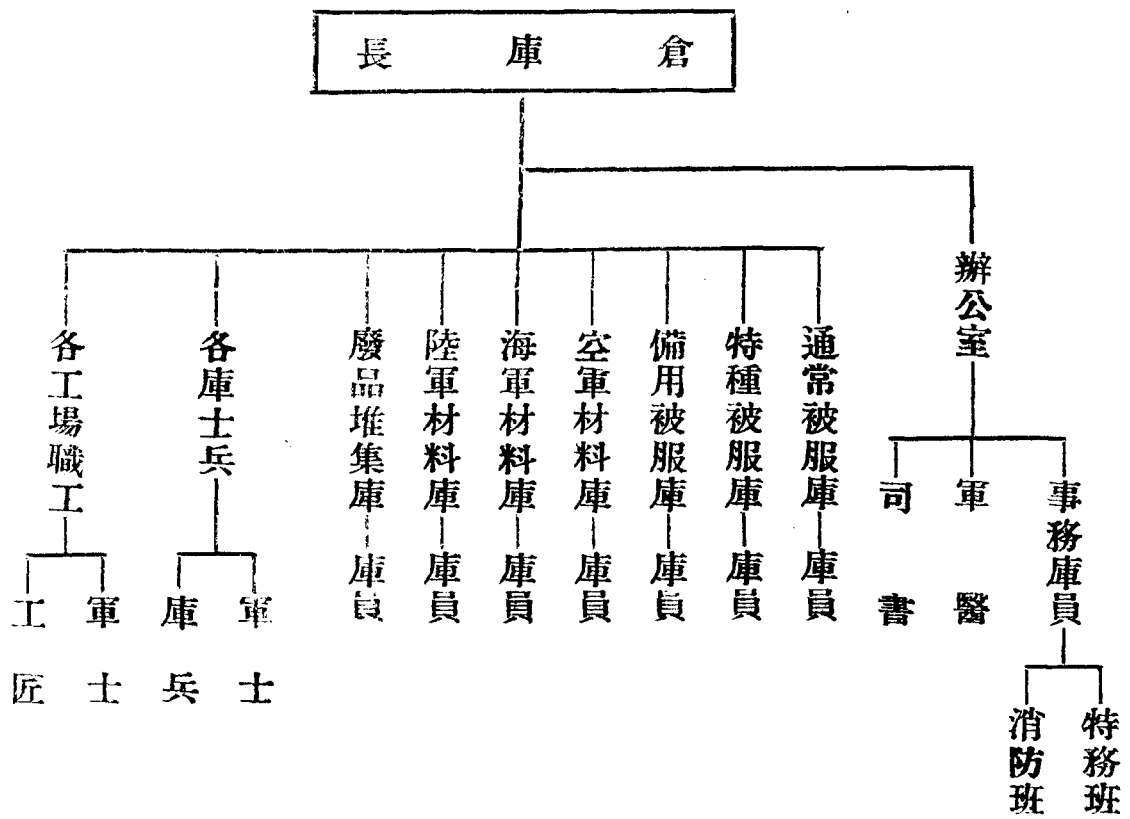 倉庫長
辦公室
事務庫員
特務班
消防班
軍醫
司書
通常被服庫
庫員
特種被服庫
庫員
備用被服庫
庫員
空軍材料庫
庫員
海軍材料庫
庫員
陸軍材料庫
庫員
廢品堆集庫
庫員
各庫士兵
軍士
庫兵
各工場職工
軍士
工匠